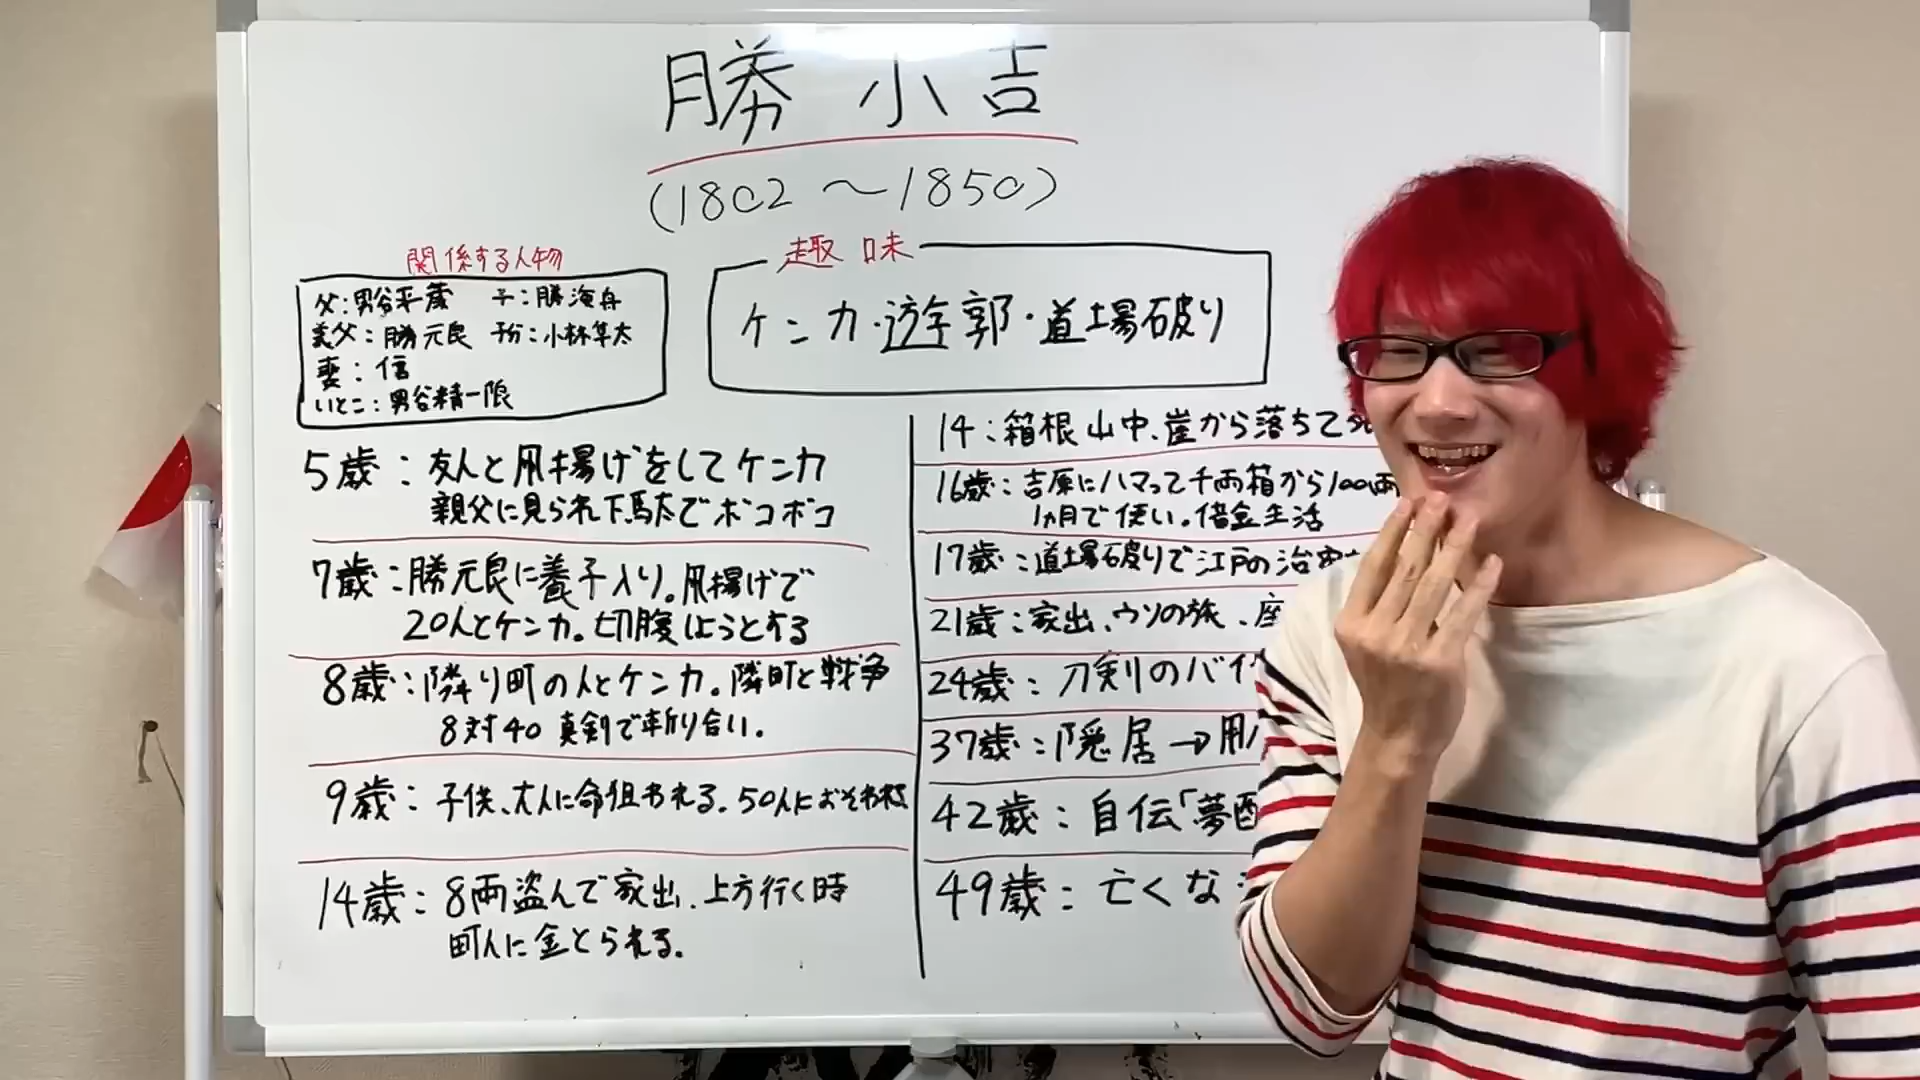 勝 小吉
(1802 ～1850)
関係する人物
父:男谷平蔵 子:勝海舟
義父:勝元良 子分:小林隼太
妻:信
いとこ:男谷精一郎
趣味
ケンカ・遊郭・道場破り
5歳:友人と凧揚げをしてケンカ
親父に見られ下駄でボコボコ
7歳:勝元良に養子入り。凧揚げで
20人とケンカ。切腹しようとする
8歳:隣り町の人とケンカ。隣町と戦争
8対40 真剣で斬り合い。
9歳:子供、大人に命狙われる。50人におそわれ
14歳:8両盗んで家出、上方行く時
町人に金とられる。
14:箱根山中、崖から落ちて
16歳:吉原にハマって千両箱から100両
1ヵ月で使い。借金生活
17歳:道場破りで江戸の治
21歳:家出、ウソの旅、座
24歳:刀剣のバイ
37歳:隠居→
42歳:自伝「夢酔
49歳:亡くな